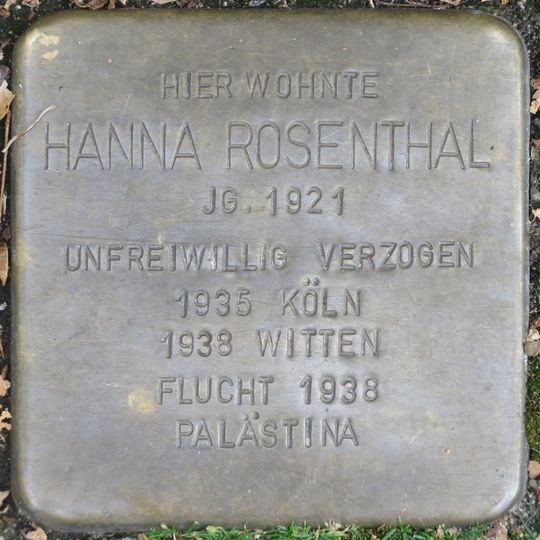 HIER WOHNTE
HANNA ROSENTHAL
JG. 1921
UNFREIWILLIG VERZOGEN
1935 KÖLN
1938 WITTEN
FLUCHT 1938
PALÄSTINA